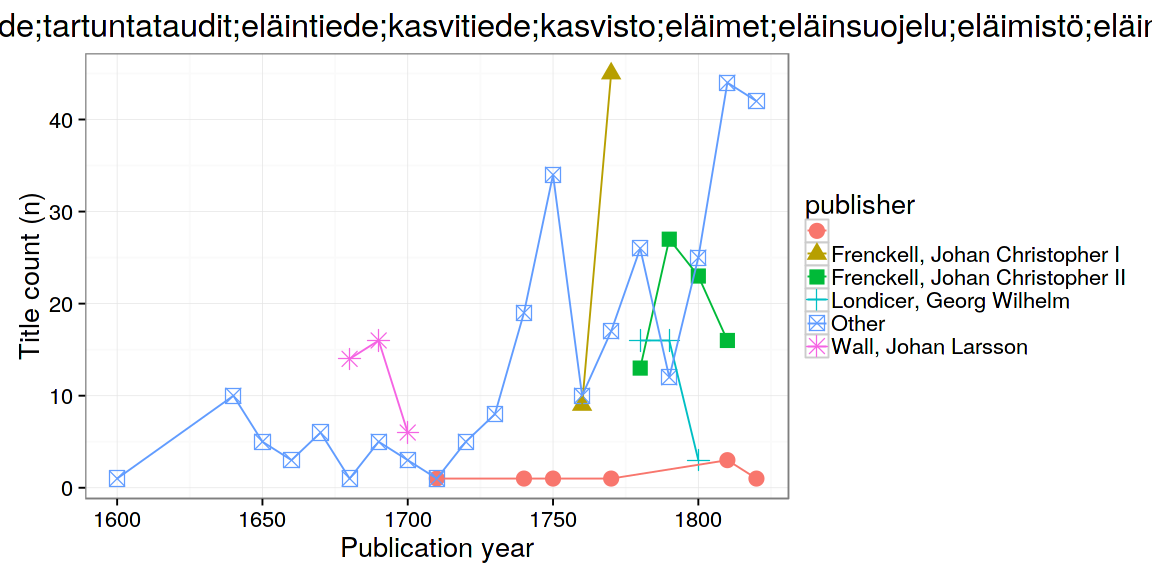 de;tartuntataudit;eläintiede;kasvitiede;kasvisto;eläimet;eläinsuojelu;eläimistö;eläin
40
30
20
10
0
Title count (n)
1600 1650 1700 1750 1800
Publication year
publisher
Frenckell, Johan Christopher I
Frenckell, Johan Christopher II
Londicer, Georg Wilhelm
Other
Wall, Johan Larsson